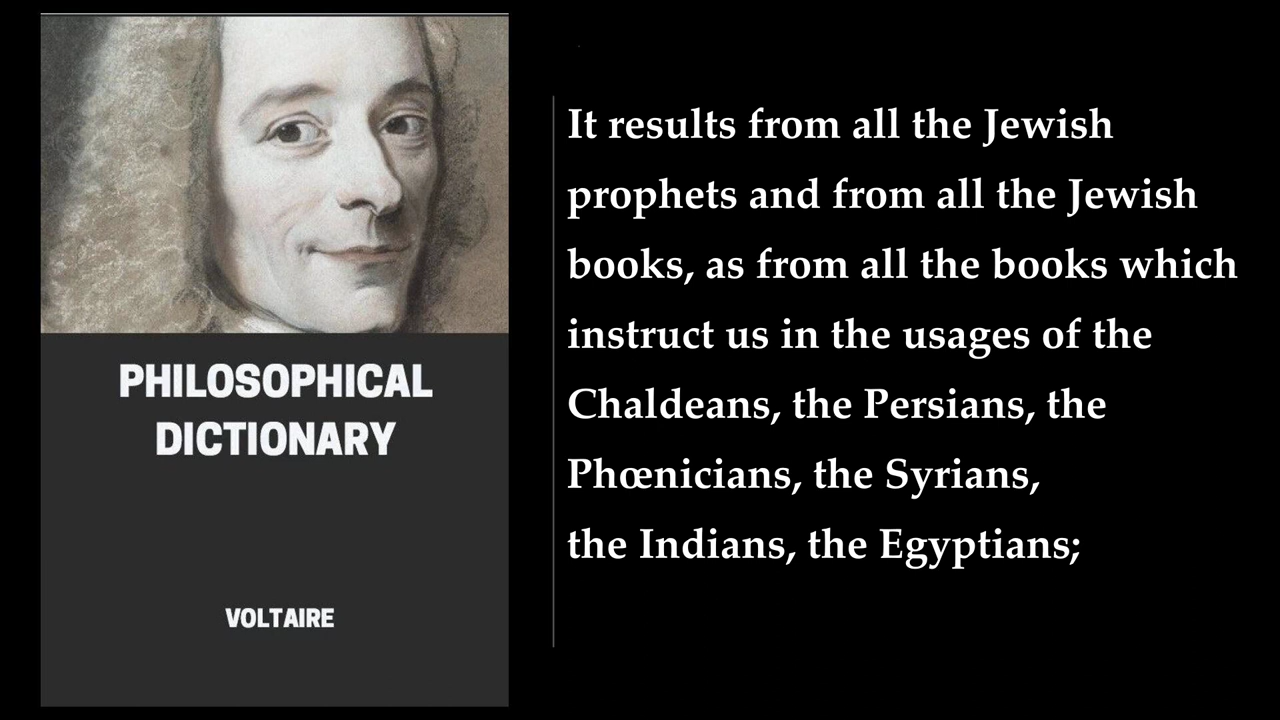 PHILOSOPHICAL
DICTIONARY
VOLTAIRE
It results from all the Jewish
prophets and from all the Jewish
books, as from all the books which
instruct us in the usages of the
Chaldeans, the Persians, the
Phœnicians, the Syrians,
the Indians, the Egyptians;